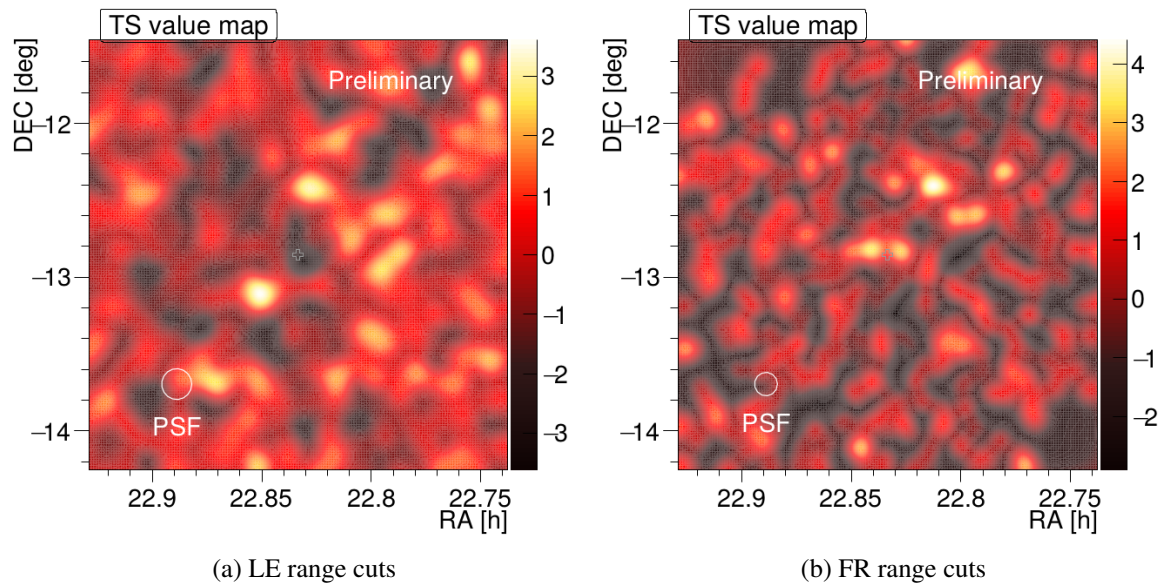 TS value map
DEC [deg]
Preliminary
−12
−13
−14
PSF
22.9
22.85
22.8
22.75
RA [h]
3
2
1
0
−1
−2
−3
(a) LE range cuts
TS value map
DEC [deg]
Preliminary
−12
−13
−14
PSF
22.9
22.85
22.8
22.75
RA [h]
4
3
2
1
0
−1
−2
(b) FR range cuts